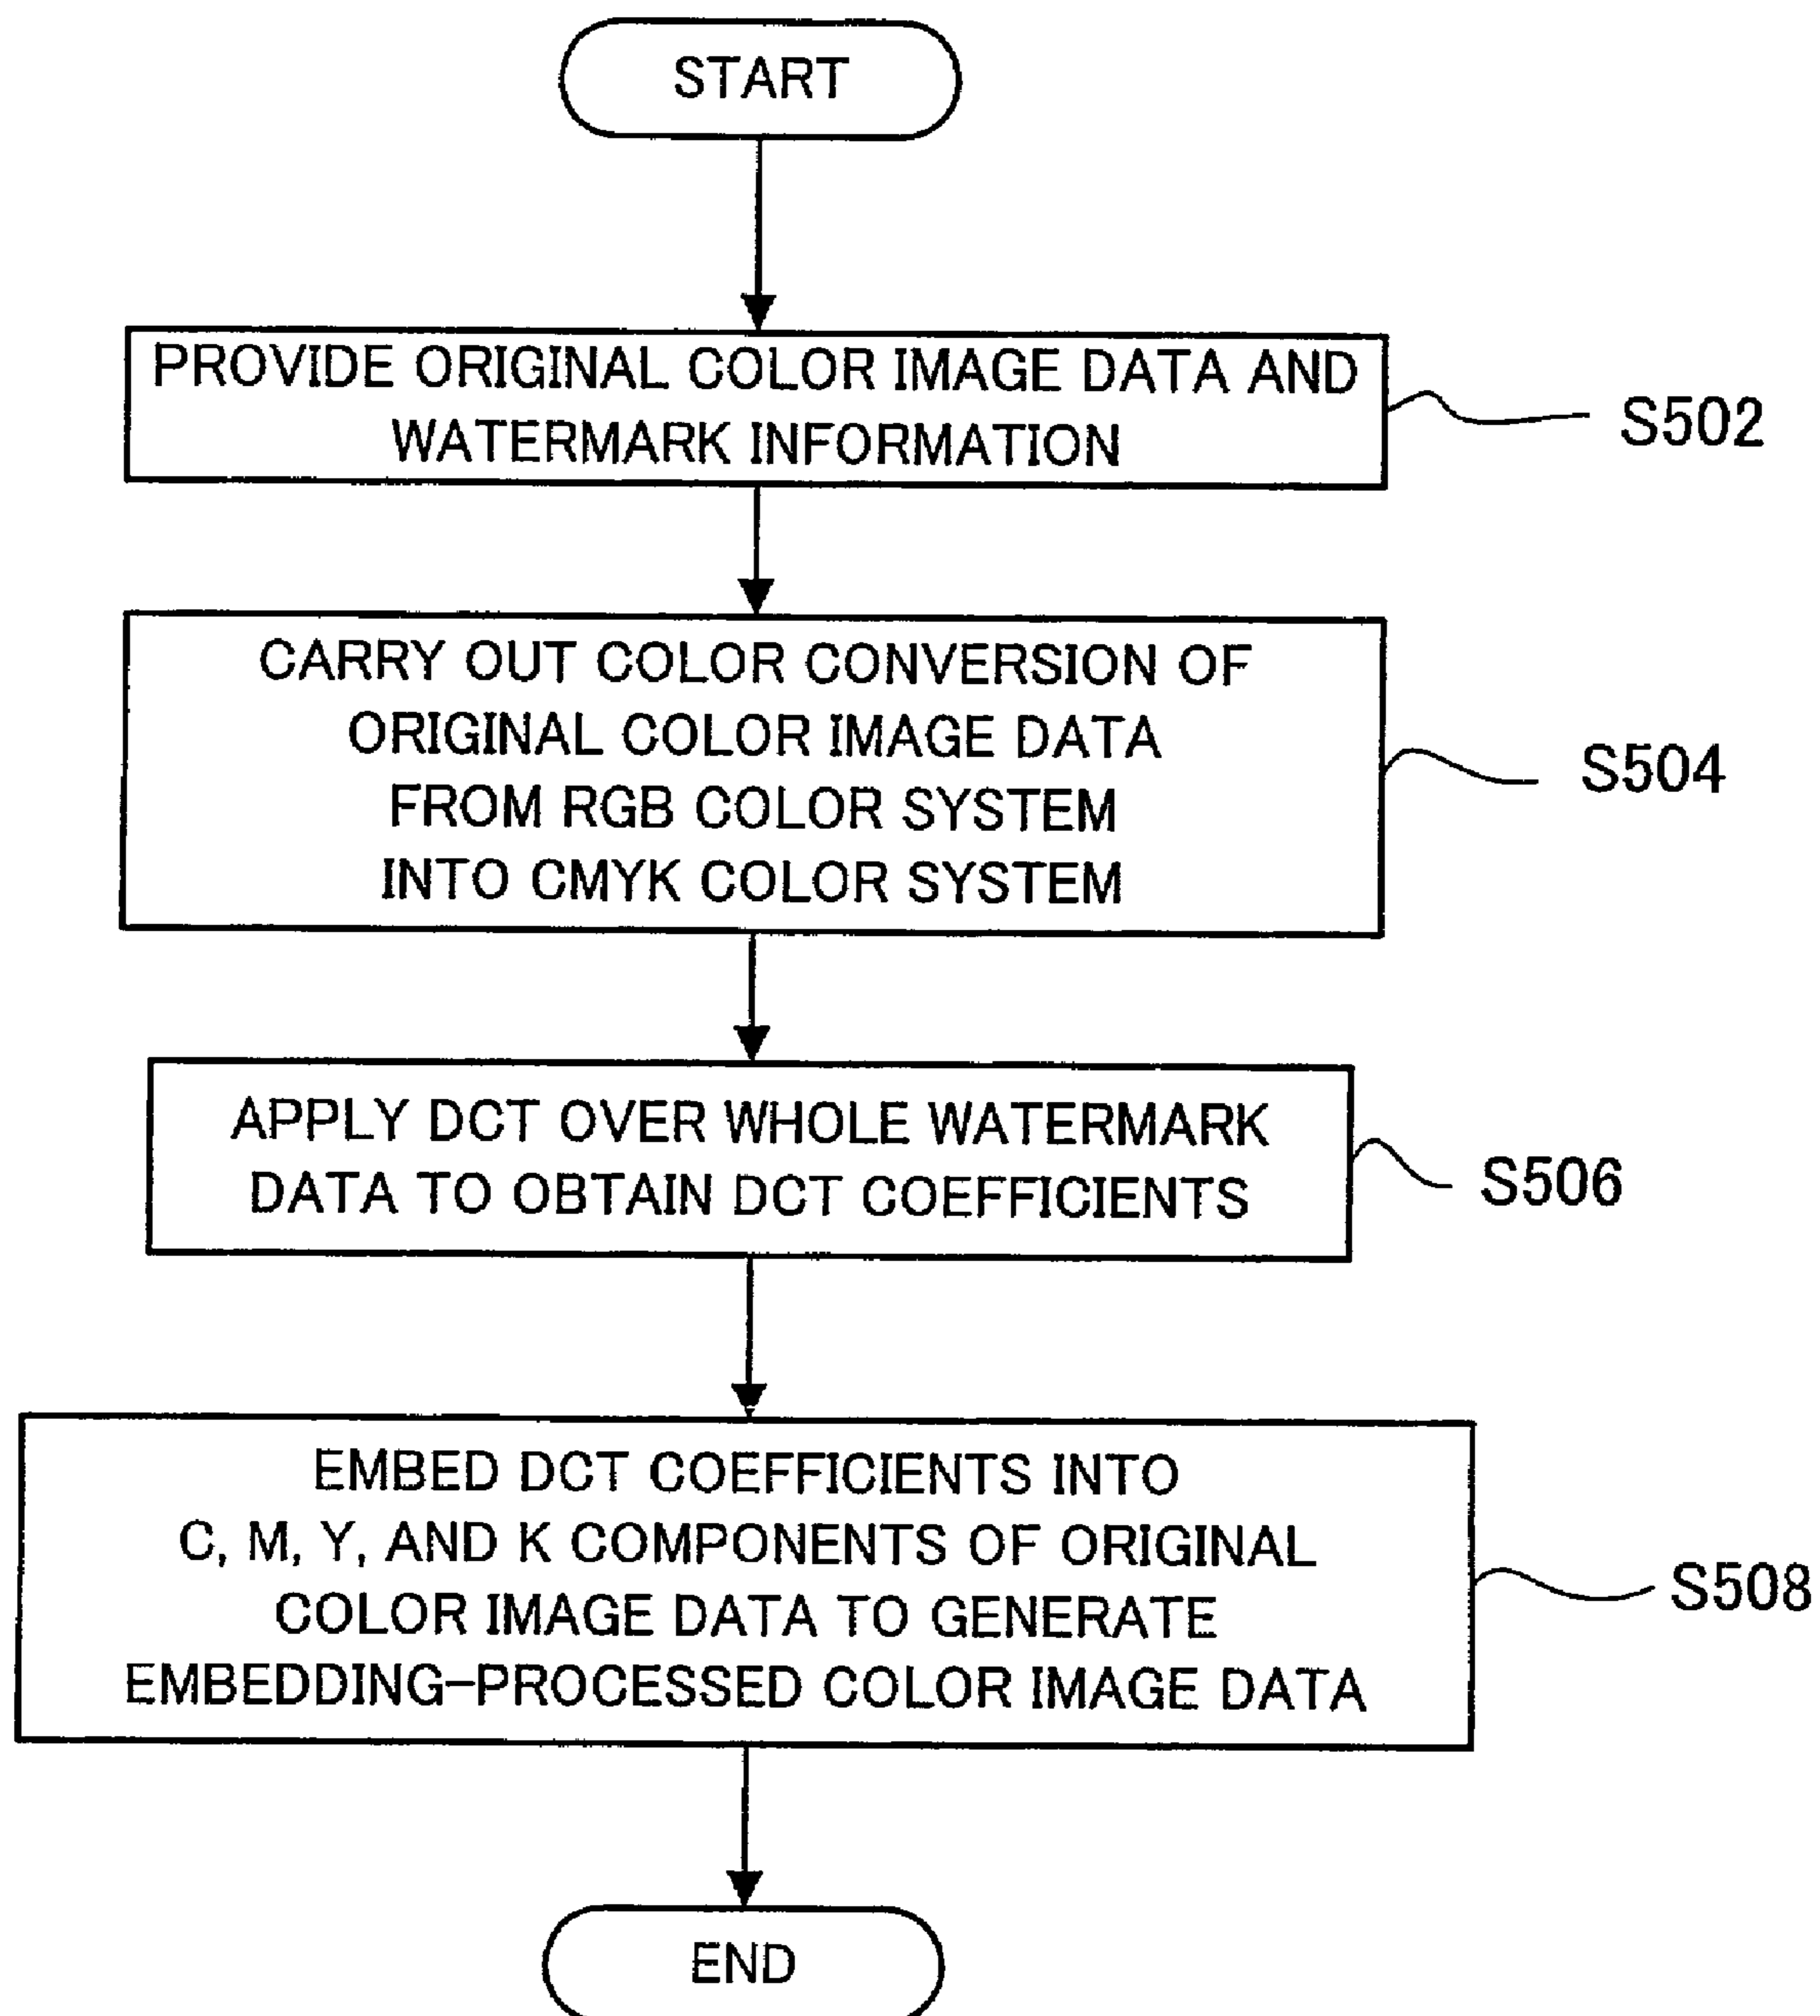 START
PROVIDE ORIGINAL COLOR IMAGE DATA AND
WATERMARK INFORMATION
S502
CARRY OUT COLOR CONVERSION OF
ORIGINAL COLOR IMAGE DATA
FROM RGB COLOR SYSTEM
INTO CMYK COLOR SYSTEM
S504
APPLY DCT OVER WHOLE WATERMARK
DATA TO OBTAIN DCT COEFFICIENTS
S506
EMBED DCT COEFFICIENTS INTO
C, M, Y, AND K COMPONENTS OF ORIGINAL
COLOR IMAGE DATA TO GENERATE
EMBEDDING-PROCESSED COLOR IMAGE DATA
S508
END